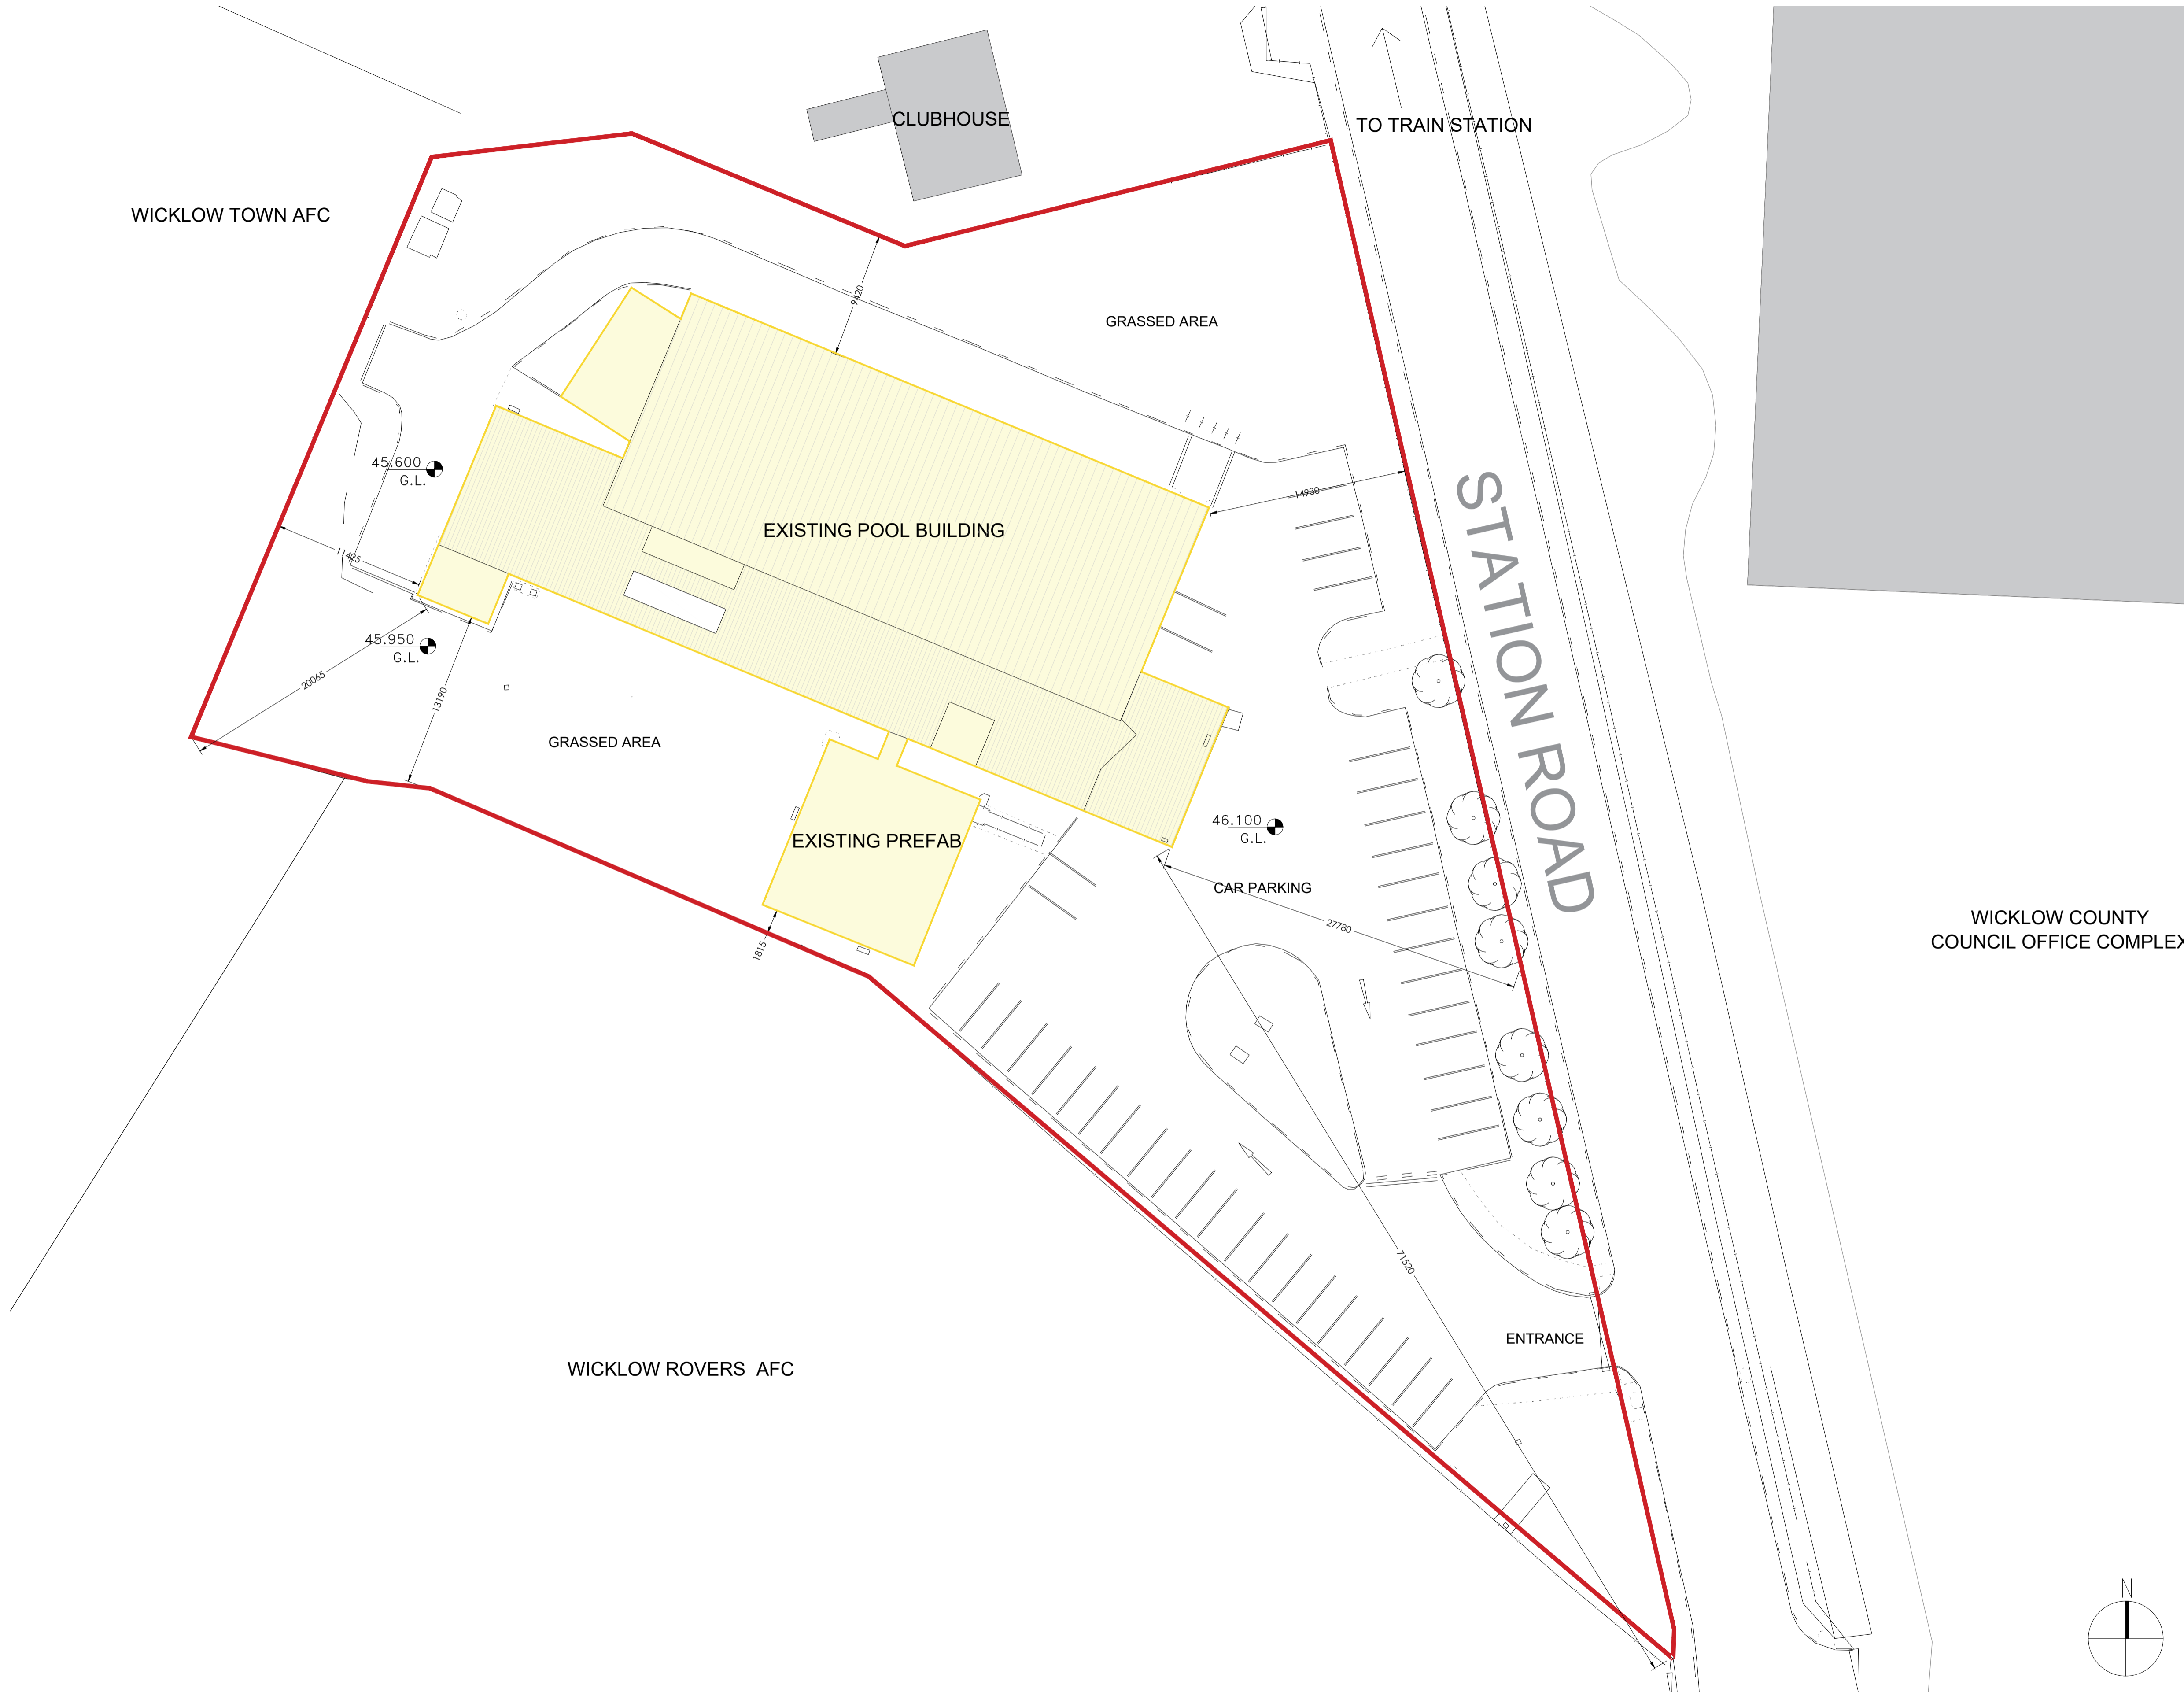 CLUBHOUSE
TO TRAIN STATION
WICKLOW TOWN AFC
9420
GRASSED AREA
45.600
G.L.
14930
EXISTING POOL BUILDING
STATION ROAD
11425
45.950
G.L.
20065
13190
GRASSED AREA
46.100
G.L.
EXISTING PREFAB
CAR PARKING
27780
WICKLOW COUNTY
COUNCIL OFFICE COMPLEX
1815
71520
ENTRANCE
WICKLOW ROVERS AFC
N